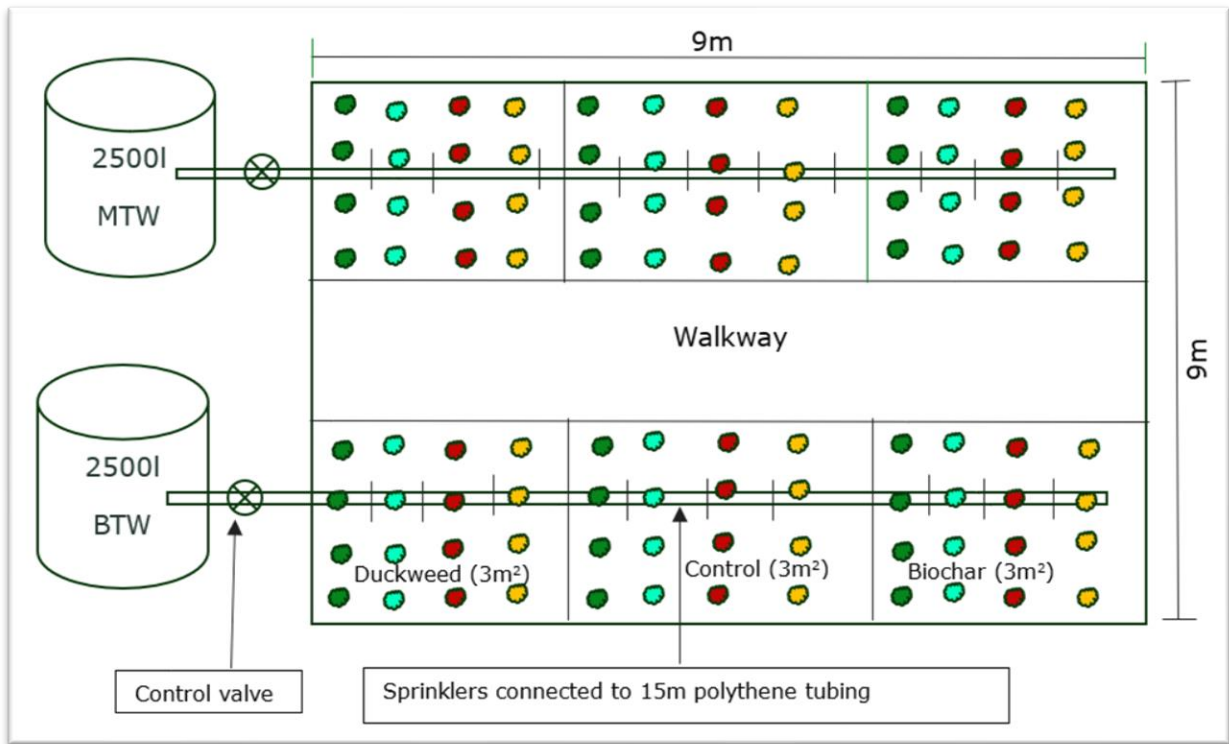 9m
2500l
MTW
Walkway
9m
2500l
BTW
Duckweed (3m²)
Control (3m²)
Biochar (3m²)
Control valve
Sprinklers connected to 15m polythene tubing